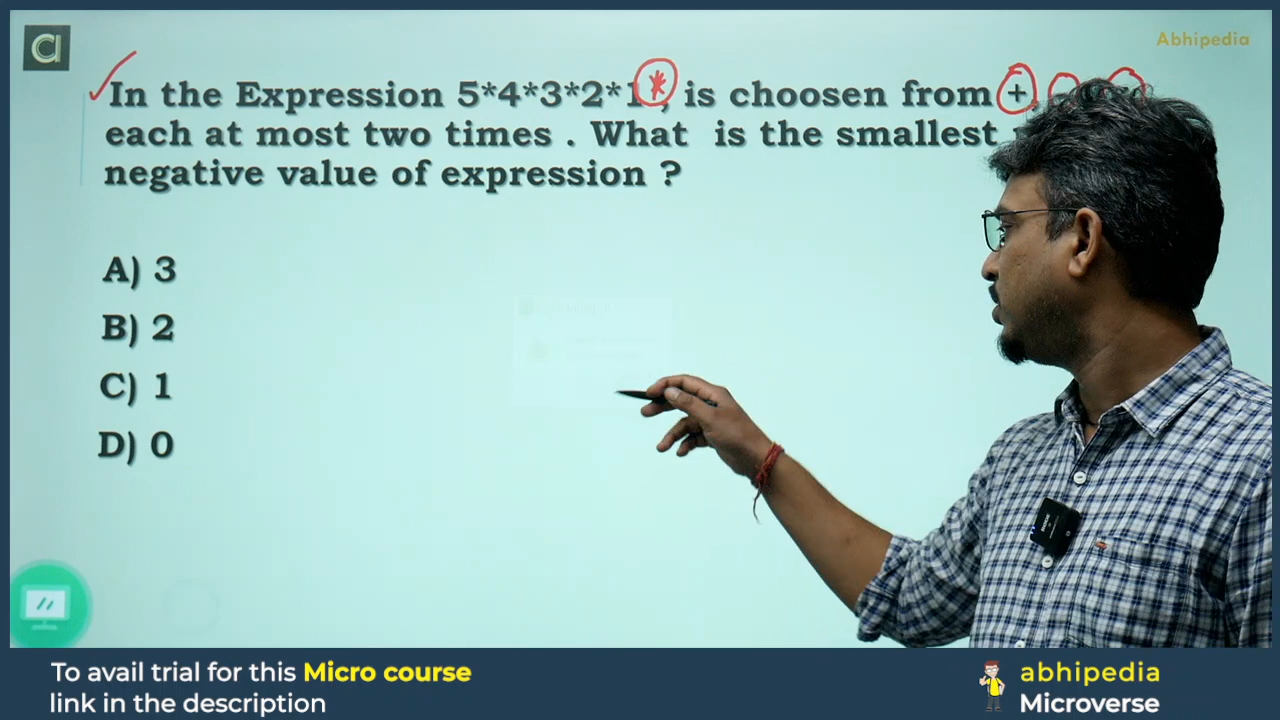 Abhipedia
In the Expression 5*4*3*2*1 * , is choosen from +,
each at most two times . What is the smallest
negative value of expression ?
A) 3
B) 2
C) 1
D) 0
To avail trial for this Micro course
link in the description
abhipedia
Microverse